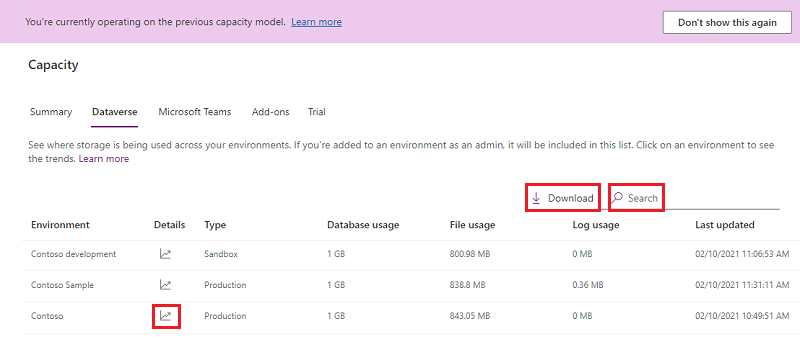 You're currently operating on the previous capacity model. Learn more Don't show this again
Capacity
Summary Dataverse Microsoft Teams Add-ons Trial
See where storage is being used across your environments. If you're added to an environment as an admin, it will be included in this list. Click on an environment to see
the trends. Learn more
Download Search
Environment Details Type Database usage File usage Log usage Last updated
Contoso development Sandbox 1 GB 800.98 MB 0 MB 02/10/2021 11:06:53 AM
Contoso Sample Production 1 GB 838.8 MB 0.36 MB 02/10/2021 11:31:11 AM
Contoso Production 1 GB 843.05 MB 0 MB 02/10/2021 10:49:51 AM